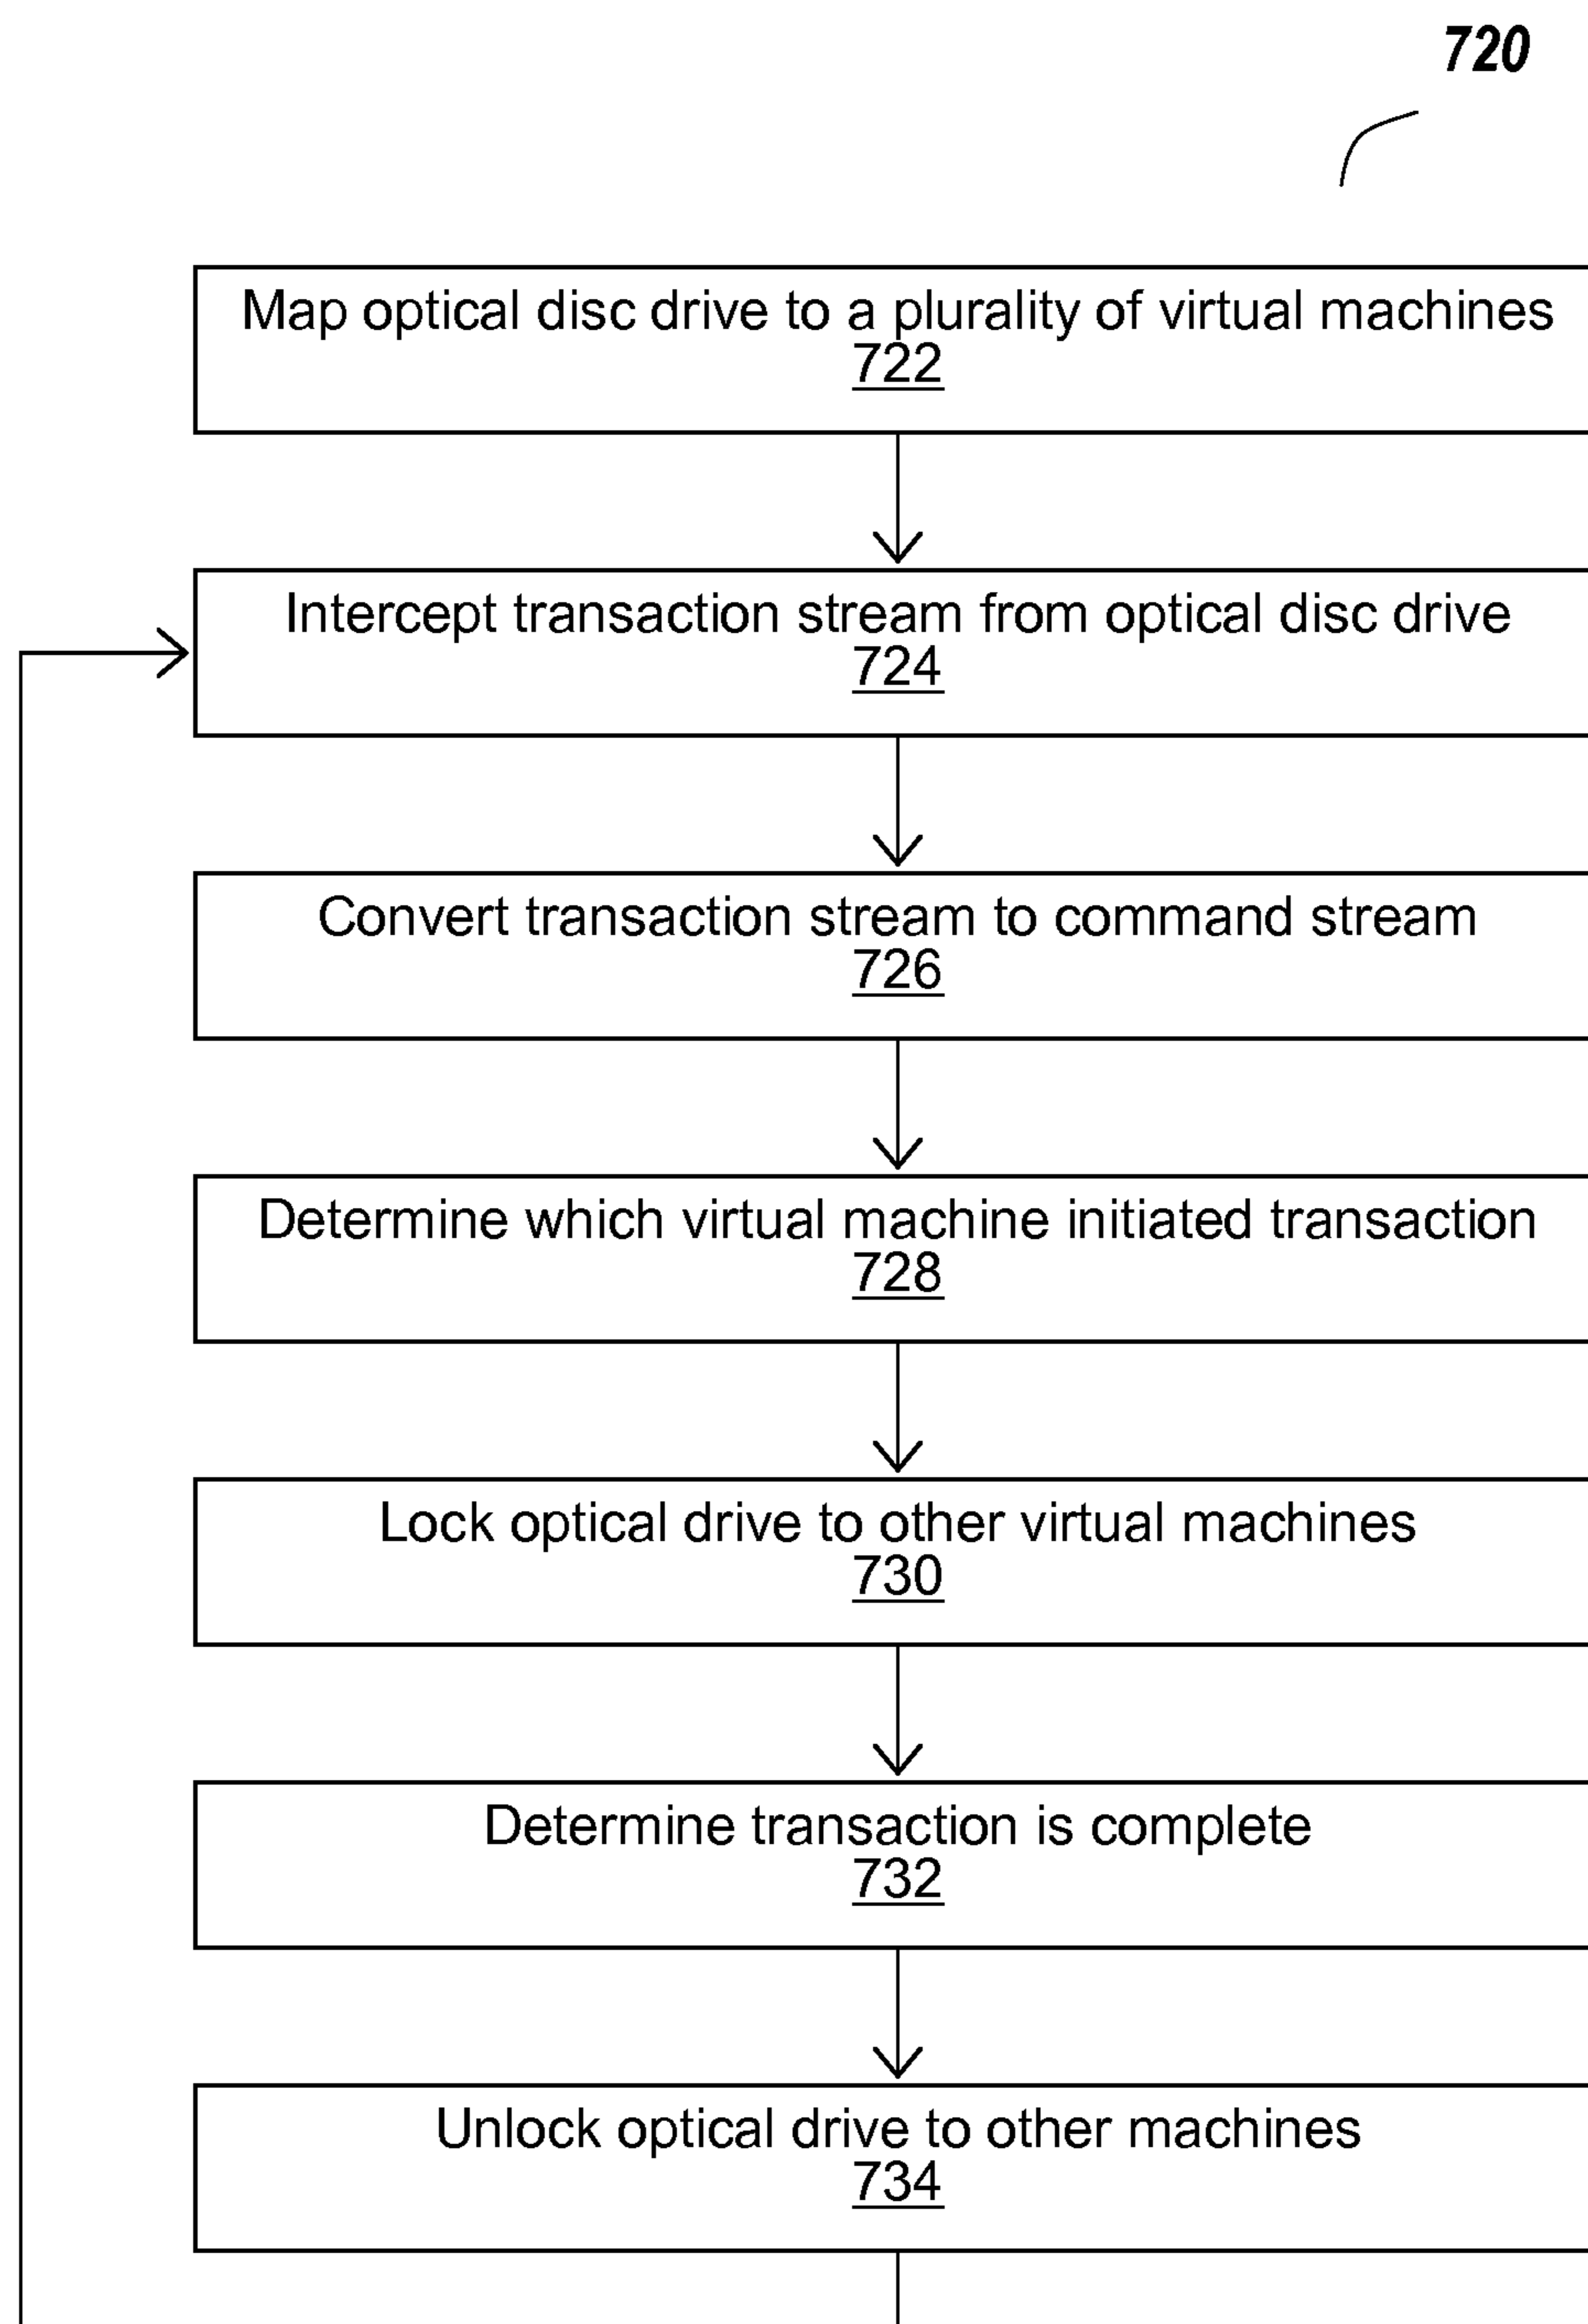 720
Map optical disc drive to a plurality of virtual machines
722
Intercept transaction stream from optical disc drive
724
Convert transaction stream to command stream
726
Determine which virtual machine initiated transaction
728
Lock optical drive to other virtual machines
730
Determine transaction is complete
732
Unlock optical drive to other machines
734